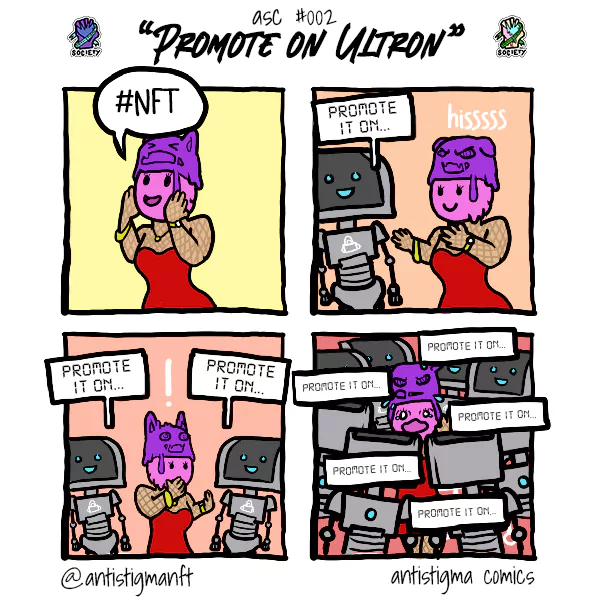 asc #002
"Promote on Ultron"
SOCIETY
SOCIETY
#NFT
PROMOTE
IT ON...
hisssss
PROMOTE
IT ON...
!
PROMOTE
IT ON...
PROMOTE IT ON...
PROMOTE IT ON...
PROMOTE IT ON...
PROMOTE IT ON...
PROMOTE IT ON...
@antistigmanft
antistigma comics